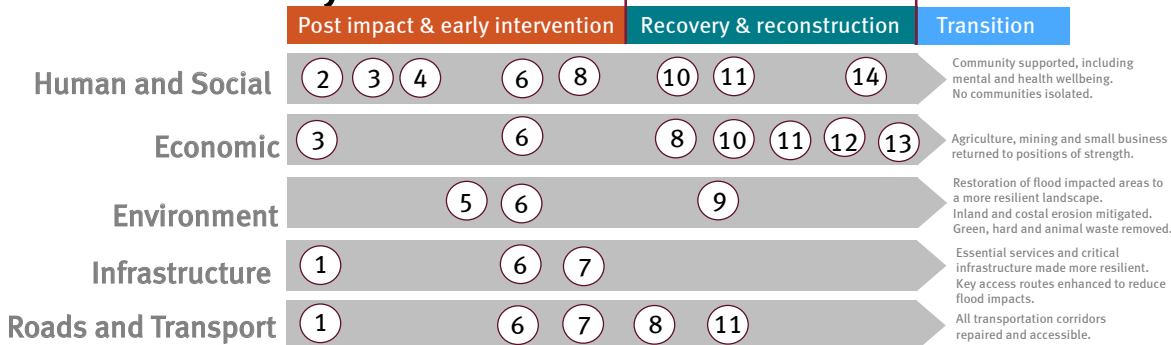 Post impact & early intervention Recovery & reconstruction Transition
Human and Social 2 3 4 6 8 10 11 14
Community supported, including
mental and health wellbeing.
No communities isolated.
Economic 3 6 8 10 11 12 13
Agriculture, mining and small business
returned to positions of strength.
Environment 5 6 9
Restoration of flood impacted areas to
a more resilient landscape.
Inland and costal erosion mitigated.
Green, hard and animal waste removed.
Infrastructure 1 6 7
Essential services and critical
infrastructure made more resilient.
Key access routes enhanced to reduce
flood impacts.
Roads and Transport 1 6 7 8 11
All transportation corridors
repaired and accessible.